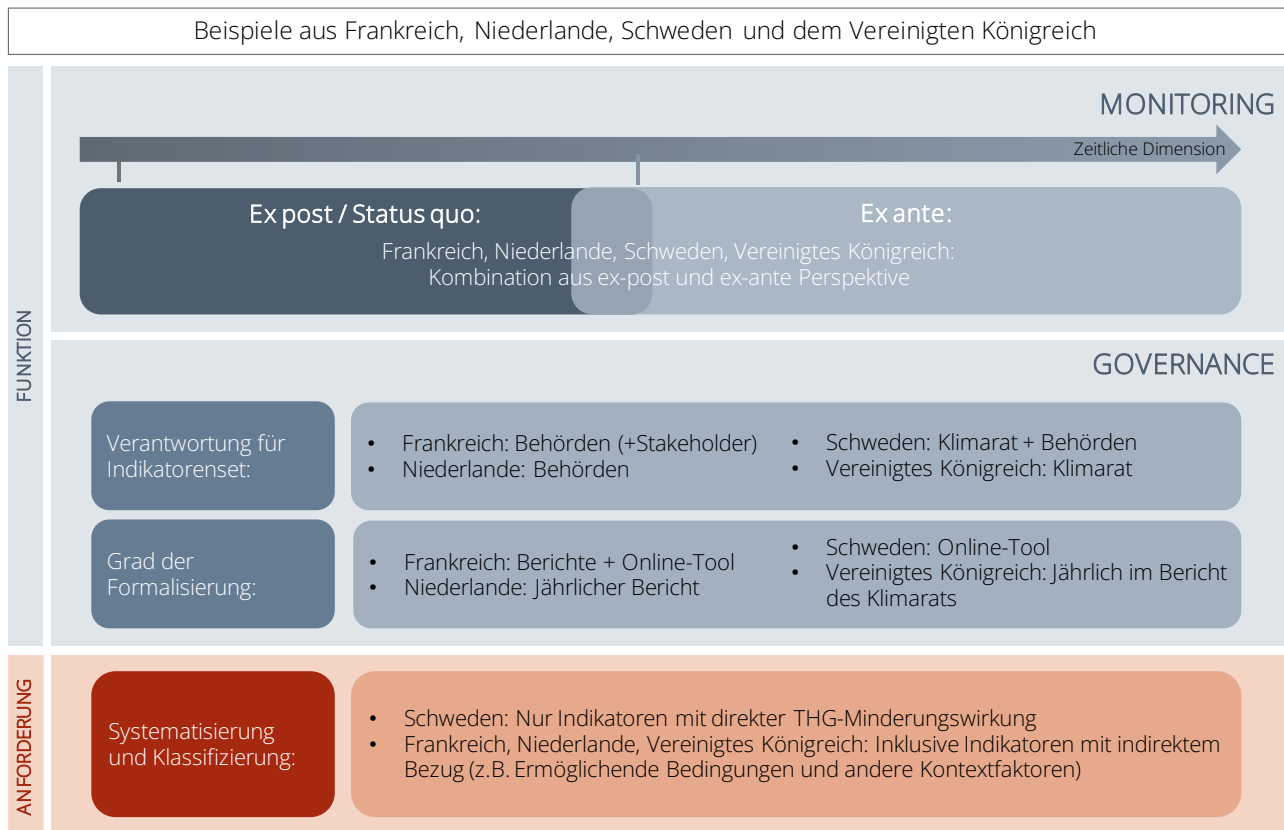 Beispiele aus Frankreich, Niederlande, Schweden und dem Vereinigten Königreich
FUNKTION
MONITORING
Zeitliche Dimension
Ex post / Status quo:
Ex ante:
Frankreich, Niederlande, Schweden, Vereinigtes Königreich:
Kombination aus ex-post und ex-ante Perspektive
GOVERNANCE
Verantwortung für
Indikatorenset:
• Frankreich: Behörden (+Stakeholder)
• Niederlande: Behörden
• Schweden: Klimarat + Behörden
• Vereinigtes Königreich: Klimarat
Grad der
Formalisierung:
• Frankreich: Berichte + Online-Tool
• Niederlande: Jährlicher Bericht
• Schweden: Online-Tool
• Vereinigtes Königreich: Jährlich im Bericht
des Klimarats
ANFORDERUNG
Systematisierung
und Klassifizierung:
• Schweden: Nur Indikatoren mit direkter THG-Minderungswirkung
• Frankreich, Niederlande, Vereinigtes Königreich: Inklusive Indikatoren mit indirektem
Bezug (z.B. Ermöglichende Bedingungen und andere Kontextfaktoren)